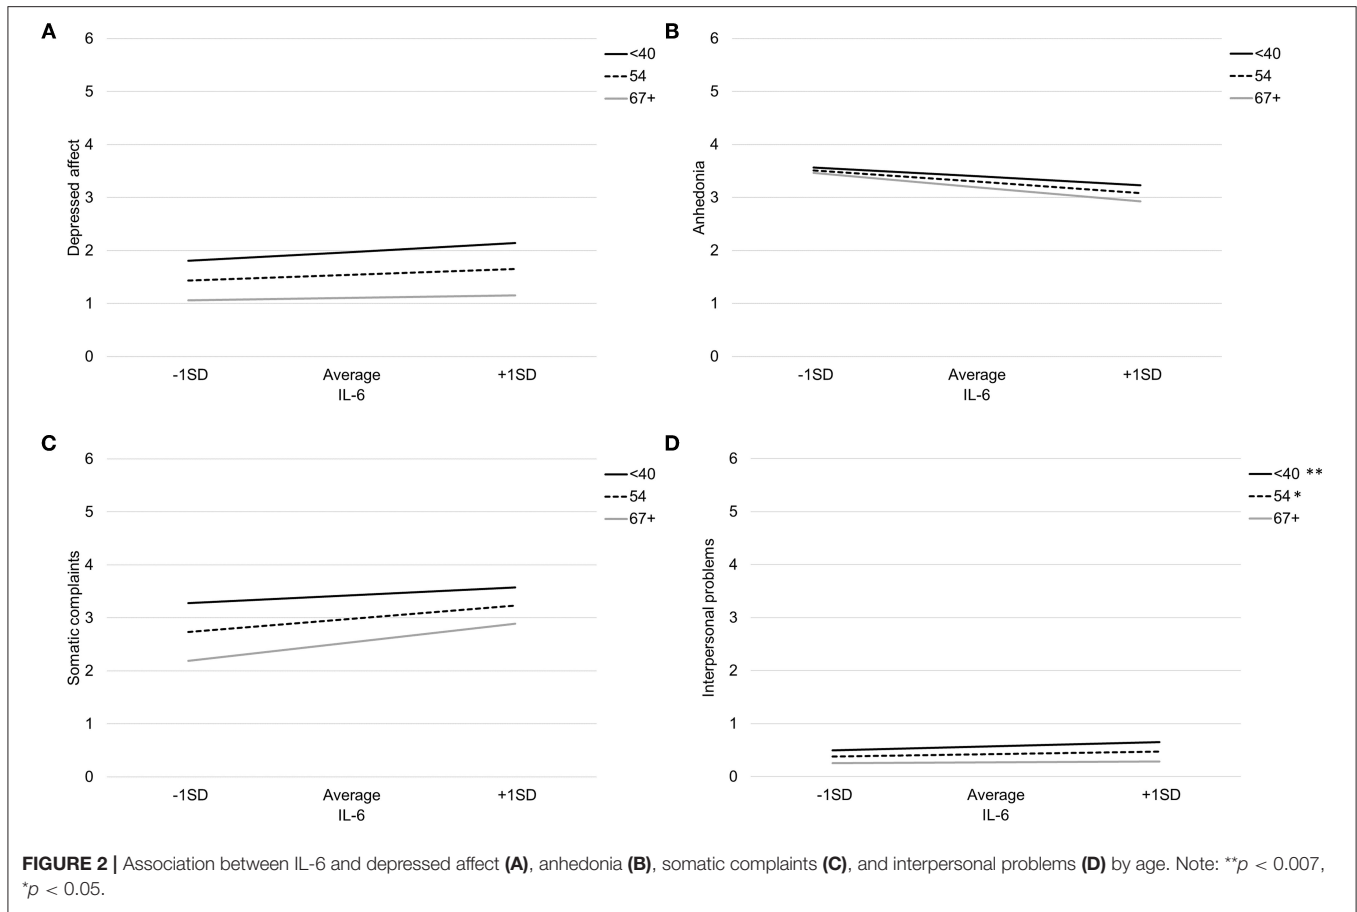 A
6
5
4
3
2
1
0
Depressed affect
-1SD
Average
+1SD
IL-6
<40
54
67+
B
6
5
4
3
2
1
0
Anhedonia
-1SD
Average
+1SD
IL-6
<40
54
67+
C
6
5
4
3
2
1
0
Somatic complaints
-1SD
Average
+1SD
IL-6
<40
54
67+
D
6
5
4
3
2
1
0
Interpersonal problems
-1SD
Average
+1SD
IL-6
<40 **
54 *
67+
FIGURE 2 | Association between IL-6 and depressed affect (A), anhedonia (B), somatic complaints (C), and interpersonal problems (D) by age. Note: **p < 0.007,
*p < 0.05.